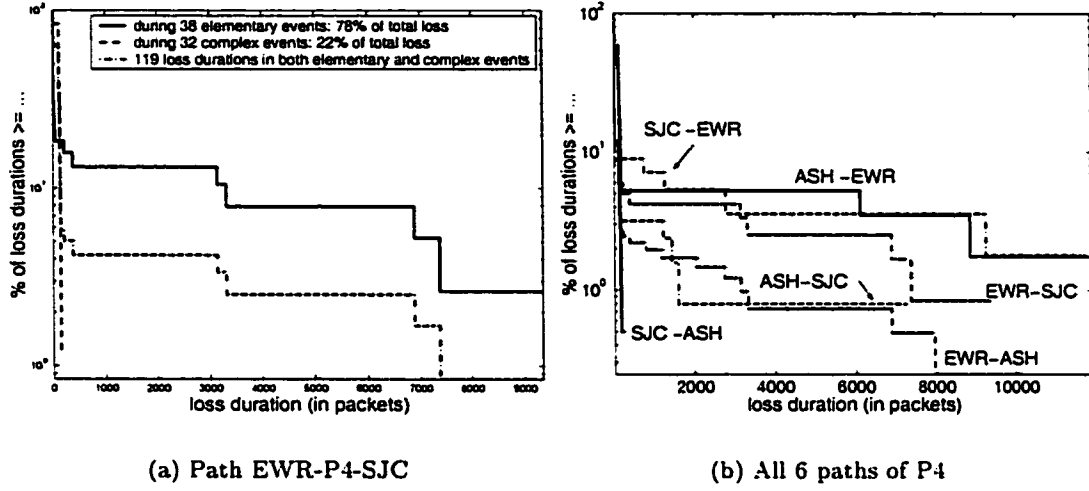 during 38 elementary events: 78% of total loss
during 32 complex events: 22% of total loss
119 loss durations in both elementary and complex events
% of loss durations >= ...
10²
10¹
10⁰
0 1000 2000 3000 4000 5000 6000 7000 8000 9000
loss duration (in packets)
(a) Path EWR-P4-SJC
% of loss durations >= ...
10²
10¹
10⁰
SJC-EWR
ASH-EWR
ASH-SJC
EWR-SJC
SJC-ASH
EWR-ASH
2000 4000 6000 8000 10000
loss duration (in packets)
(b) All 6 paths of P4